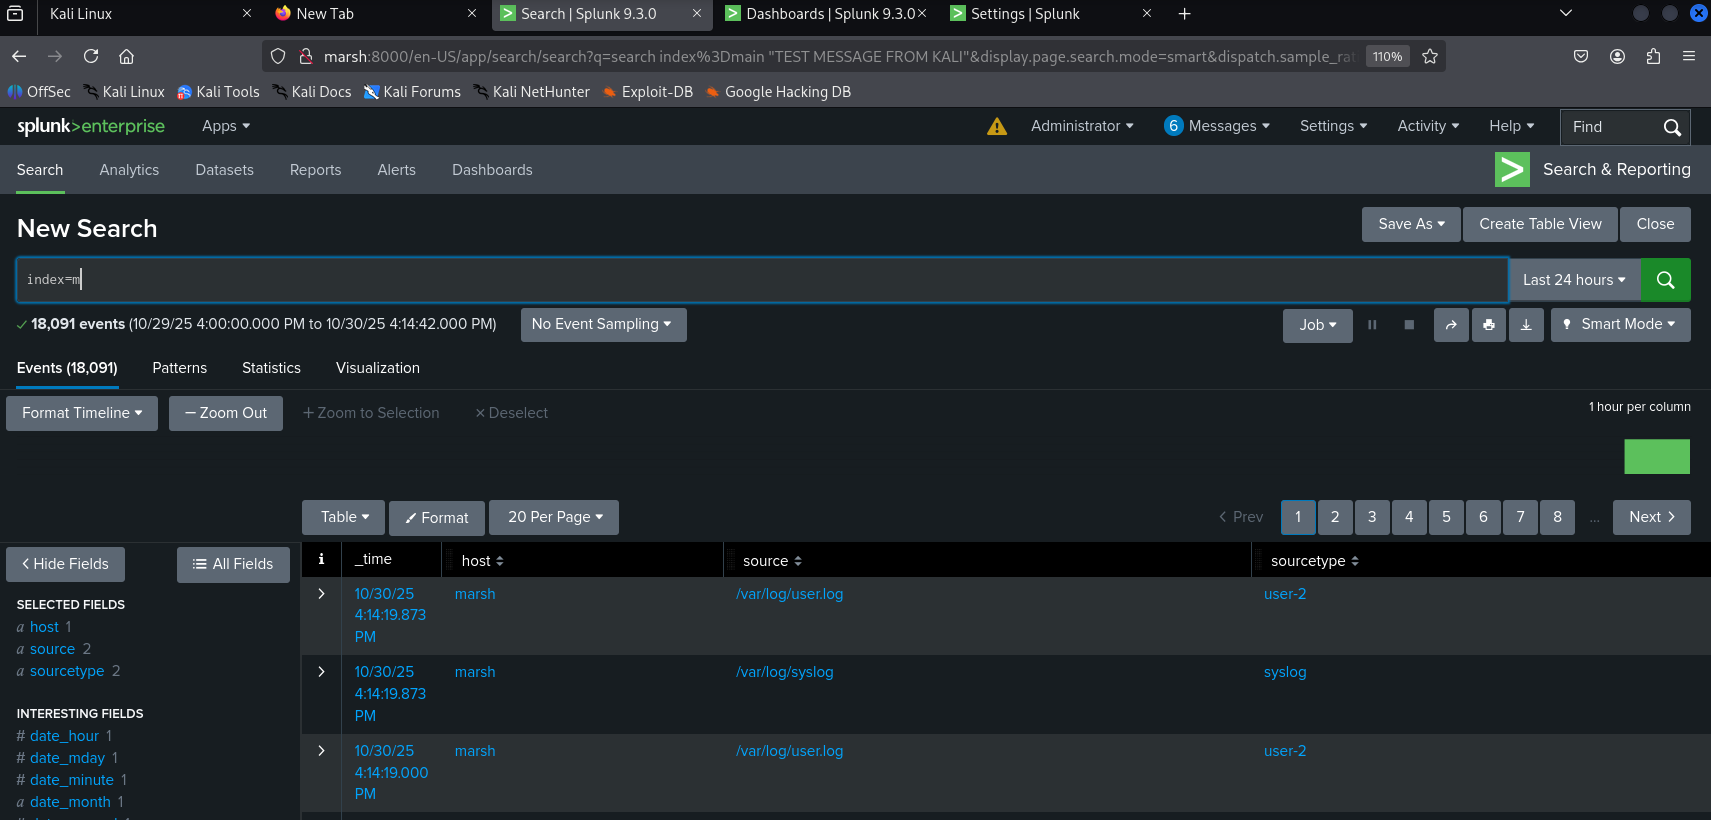 Kali Linux
New Tab
Search | Splunk 9.3.0
Dashboards | Splunk 9.3.0
Settings | Splunk
marsh:8000/en-US/app/search/search?q=search index%3Dmain "TEST MESSAGE FROM KALI"&display.page.search.mode=smart&dispatch.sample_rat
110%
OffSec
Kali Linux
Kali Tools
Kali Docs
Kali Forums
Kali NetHunter
Exploit-DB
Google Hacking DB
splunk>enterprise
Apps
Administrator
6 Messages
Settings
Activity
Help
Find
Search
Analytics
Datasets
Reports
Alerts
Dashboards
Search & Reporting
New Search
Save As
Create Table View
Close
index=m
Last 24 hours
18,091 events (10/29/25 4:00:00.000 PM to 10/30/25 4:14:42.000 PM)
No Event Sampling
Job
Smart Mode
Events (18,091)
Patterns
Statistics
Visualization
Format Timeline
— Zoom Out
+ Zoom to Selection
× Deselect
1 hour per column
Table
Format
20 Per Page
< Prev
1
2
3
4
5
6
7
8
...
Next >
< Hide Fields
All Fields
i
_time
host
source
sourcetype
SELECTED FIELDS
a host 1
a source 2
a sourcetype 2
INTERESTING FIELDS
# date_hour 1
# date_mday 1
# date_minute 1
a date_month 1
> 10/30/25 4:14:19.873 PM
marsh
/var/log/user.log
user-2
> 10/30/25 4:14:19.873 PM
marsh
/var/log/syslog
syslog
> 10/30/25 4:14:19.000 PM
marsh
/var/log/user.log
user-2